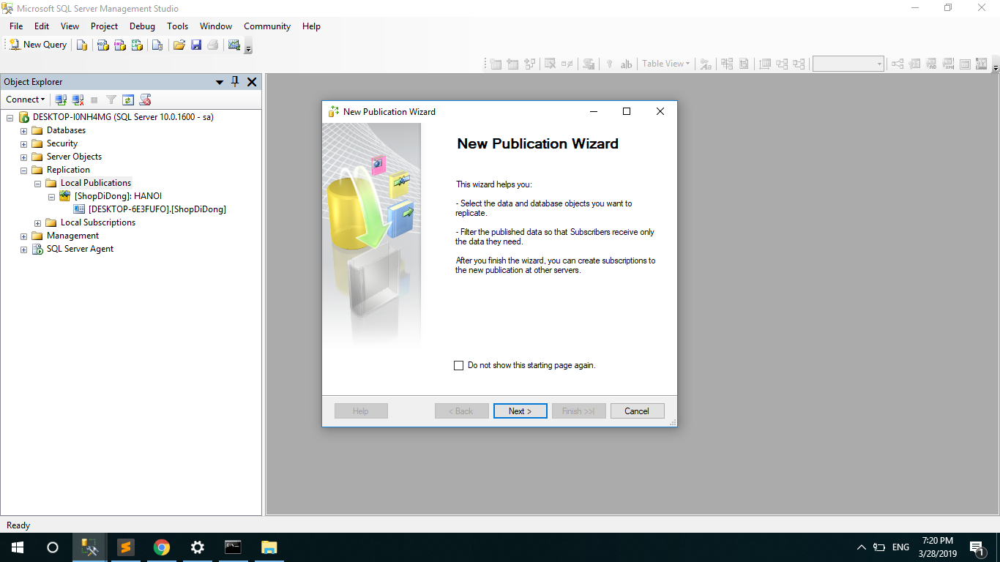 Microsoft SQL Server Management Studio
File Edit View Project Debug Tools Window Community Help
New Query
Table View
Object Explorer
Connect
DESKTOP-I0NH4MG (SQL Server 10.0.1600 - sa)
Databases
Security
Server Objects
Replication
Local Publications
[ShopDiDong]: HANOI
[DESKTOP-6E3FUFO].[ShopDiDong]
Local Subscriptions
Management
SQL Server Agent
New Publication Wizard
New Publication Wizard
This wizard helps you:
- Select the data and database objects you want to
replicate.
- Filter the published data so that Subscribers receive only
the data they need.
After you finish the wizard, you can create subscriptions to
the new publication at other servers.
Do not show this starting page again.
Help < Back Next > Finish >>| Cancel
Ready
ENG
7:20 PM
3/28/2019
1